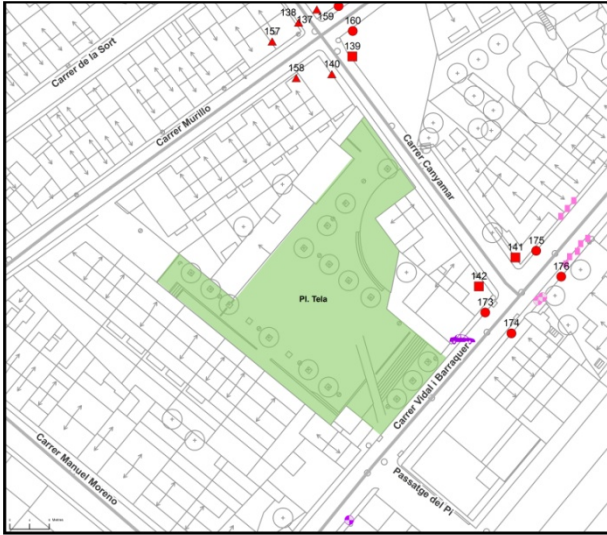 138
137
159
160
157
139
158
140
Carrer de la Sort
Carrer Murillo
Carrer Canyamar
141
175
142
176
173
174
Pl. Tela
Carrer Vidal i Barraquer
Carrer Manuel Moreno
Passatge del Pi